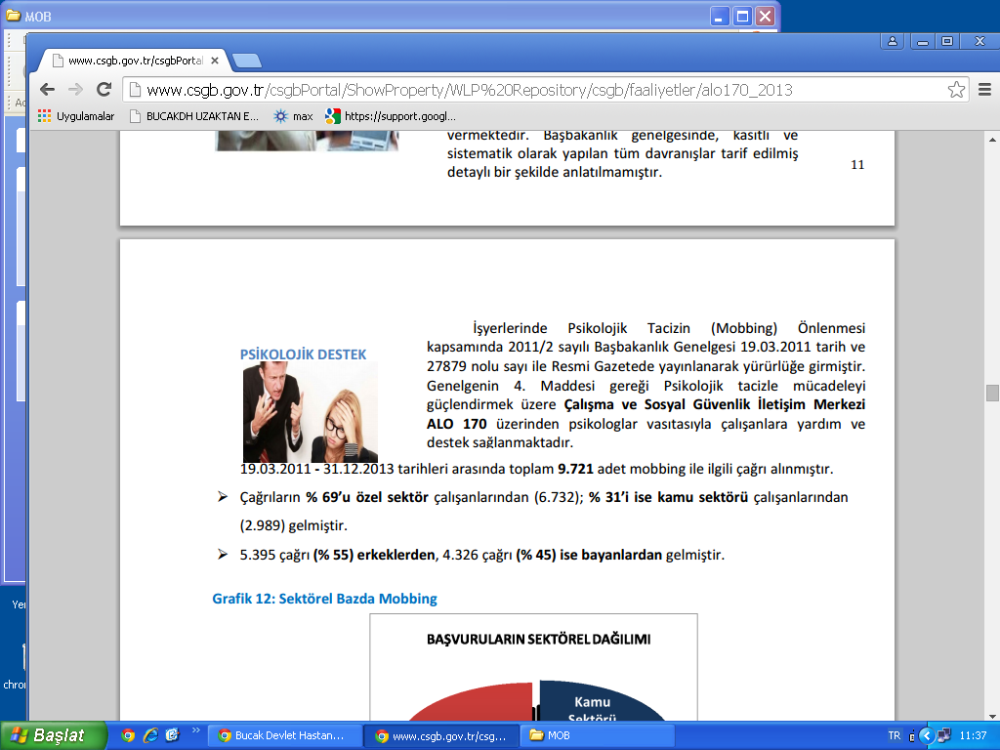 MOB
www.csgb.gov.tr/csgbPortal
www.csgb.gov.tr/csgbPortal/ShowProperty/WLP%20Repository/csgb/faaliyetler/alo170_2013
Uygulamalar
BUCAKDH UZAKTAN E...
max
https://support.googl...
vermektedir. Başbakanlık genelgesinde, kasıtlı ve
sistematik olarak yapılan tüm davranışlar tarif edilmiş
detaylı bir şekilde anlatılmamıştır.
11
İşyerlerinde Psikolojik Tacizin (Mobbing) Önlenmesi
kapsamında 2011/2 sayılı Başbakanlık Genelgesi 19.03.2011 tarih ve
27879 nolu sayı ile Resmi Gazetede yayınlanarak yürürlüğe girmiştir.
Genelgenin 4. Maddesi gereği Psikolojik tacizle mücadeleyi
güçlendirmek üzere Çalışma ve Sosyal Güvenlik İletişim Merkezi
ALO 170 üzerinden psikologlar vasıtasıyla çalışanlara yardım ve
destek sağlanmaktadır.
PSİKOLOJİK DESTEK
19.03.2011 - 31.12.2013 tarihleri arasında toplam 9.721 adet mobbing ile ilgili çağrı alınmıştır.
➢ Çağrıların % 69'u özel sektör çalışanlarından (6.732); % 31'i ise kamu sektörü çalışanlarından
(2.989) gelmiştir.
➢ 5.395 çağrı (% 55) erkeklerden, 4.326 çağrı (% 45) ise bayanlardan gelmiştir.
Grafik 12: Sektörel Bazda Mobbing
BAŞVURULARIN SEKTÖREL DAĞILIMI
Kamu
Sektörü
Yer
chrom
Başlat
Bucak Devlet Hastan...
www.csgb.gov.tr/csg...
MOB
TR
11:37